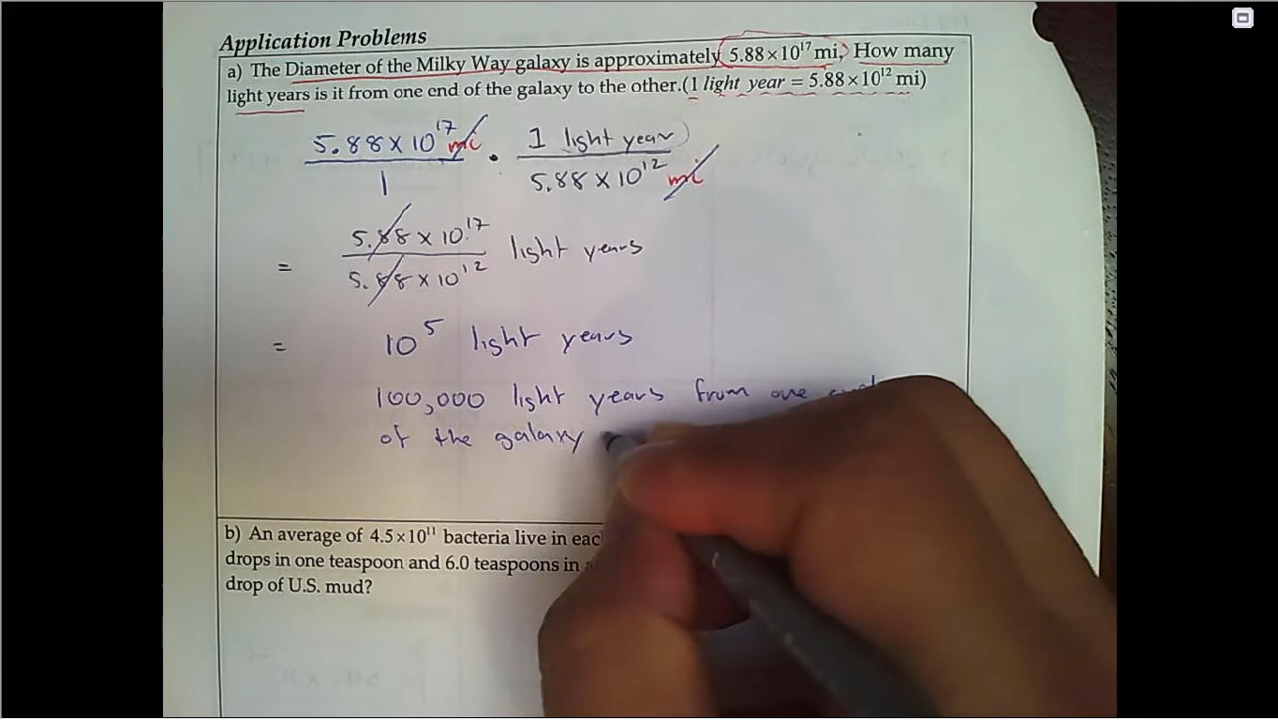 Application Problems
a) The Diameter of the Milky Way galaxy is approximately 5.88×10¹⁷ mi, How many
light years is it from one end of the galaxy to the other.(1 light year = 5.88×10¹² mi)
5.88 X 10¹⁷ mi / 1 · 1 light year / 5.88 X 10¹² mi
= 5.88 x 10¹⁷ / 5.88 x 10¹² light years
= 10⁵ light years
100,000 light years from one
of the galaxy
b) An average of 4.5×10¹¹ bacteria live in
drops in one teaspoon and 6.0 teaspoons in
drop of U.S. mud?